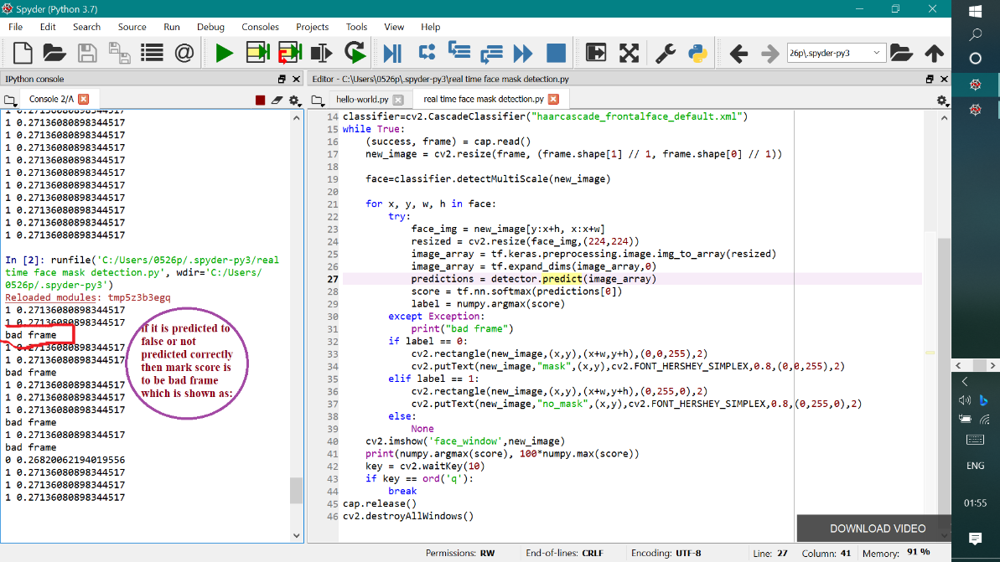 Spyder (Python 3.7)
File Edit Search Source Run Debug Consoles Projects Tools View Help
26p\.spyder-py3
IPython console
Console 2/A
1 0.27136080898344517
1 0.27136080898344517
1 0.27136080898344517
1 0.27136080898344517
1 0.27136080898344517
1 0.27136080898344517
1 0.27136080898344517
1 0.27136080898344517
1 0.27136080898344517
1 0.27136080898344517
1 0.27136080898344517
In [2]: runfile('C:/Users/0526p/.spyder-py3/real
time face mask detection.py', wdir='C:/Users/
0526p/.spyder-py3')
Reloaded modules: tmp5z3b3egq
1 0.27136080898344517
1 0.27136080898344517
bad frame
1 0.27136080898344517
1 0.27136080898344517
bad frame
1 0.27136080898344517
1 0.27136080898344517
1 0.27136080898344517
bad frame
1 0.27136080898344517
bad frame
0 0.26820062194019556
1 0.27136080898344517
1 0.27136080898344517
1 0.27136080898344517
if it is predicted to
false or not
predicted correctly
then mark score is
to be bad frame
which is shown as:
Editor - C:\Users\0526p\.spyder-py3\real time face mask detection.py
hello-world.py real time face mask detection.py
14 classifier=cv2.CascadeClassifier("haarcascade_frontalface_default.xml")
15 while True:
16     (success, frame) = cap.read()
17     new_image = cv2.resize(frame, (frame.shape[1] // 1, frame.shape[0] // 1))
18
19     face=classifier.detectMultiScale(new_image)
20
21     for x, y, w, h in face:
22         try:
23             face_img = new_image[y:x+h, x:x+w]
24             resized = cv2.resize(face_img,(224,224))
25             image_array = tf.keras.preprocessing.image.img_to_array(resized)
26             image_array = tf.expand_dims(image_array,0)
27             predictions = detector.predict(image_array)
28             score = tf.nn.softmax(predictions[0])
29             label = numpy.argmax(score)
30         except Exception:
31             print("bad frame")
32         if label == 0:
33             cv2.rectangle(new_image,(x,y),(x+w,y+h),(0,0,255),2)
34             cv2.putText(new_image,"mask",(x,y),cv2.FONT_HERSHEY_SIMPLEX,0.8,(0,0,255),2)
35         elif label == 1:
36             cv2.rectangle(new_image,(x,y),(x+w,y+h),(0,255,0),2)
37             cv2.putText(new_image,"no_mask",(x,y),cv2.FONT_HERSHEY_SIMPLEX,0.8,(0,255,0),2)
38         else:
39             None
40     cv2.imshow('face_window',new_image)
41     print(numpy.argmax(score), 100*numpy.max(score))
42     key = cv2.waitKey(10)
43     if key == ord('q'):
44         break
45 cap.release()
46 cv2.destroyAllWindows()
DOWNLOAD VIDEO
Permissions: RW End-of-lines: CRLF Encoding: UTF-8 Line: 27 Column: 41 Memory: 91 %
ENG
01:55